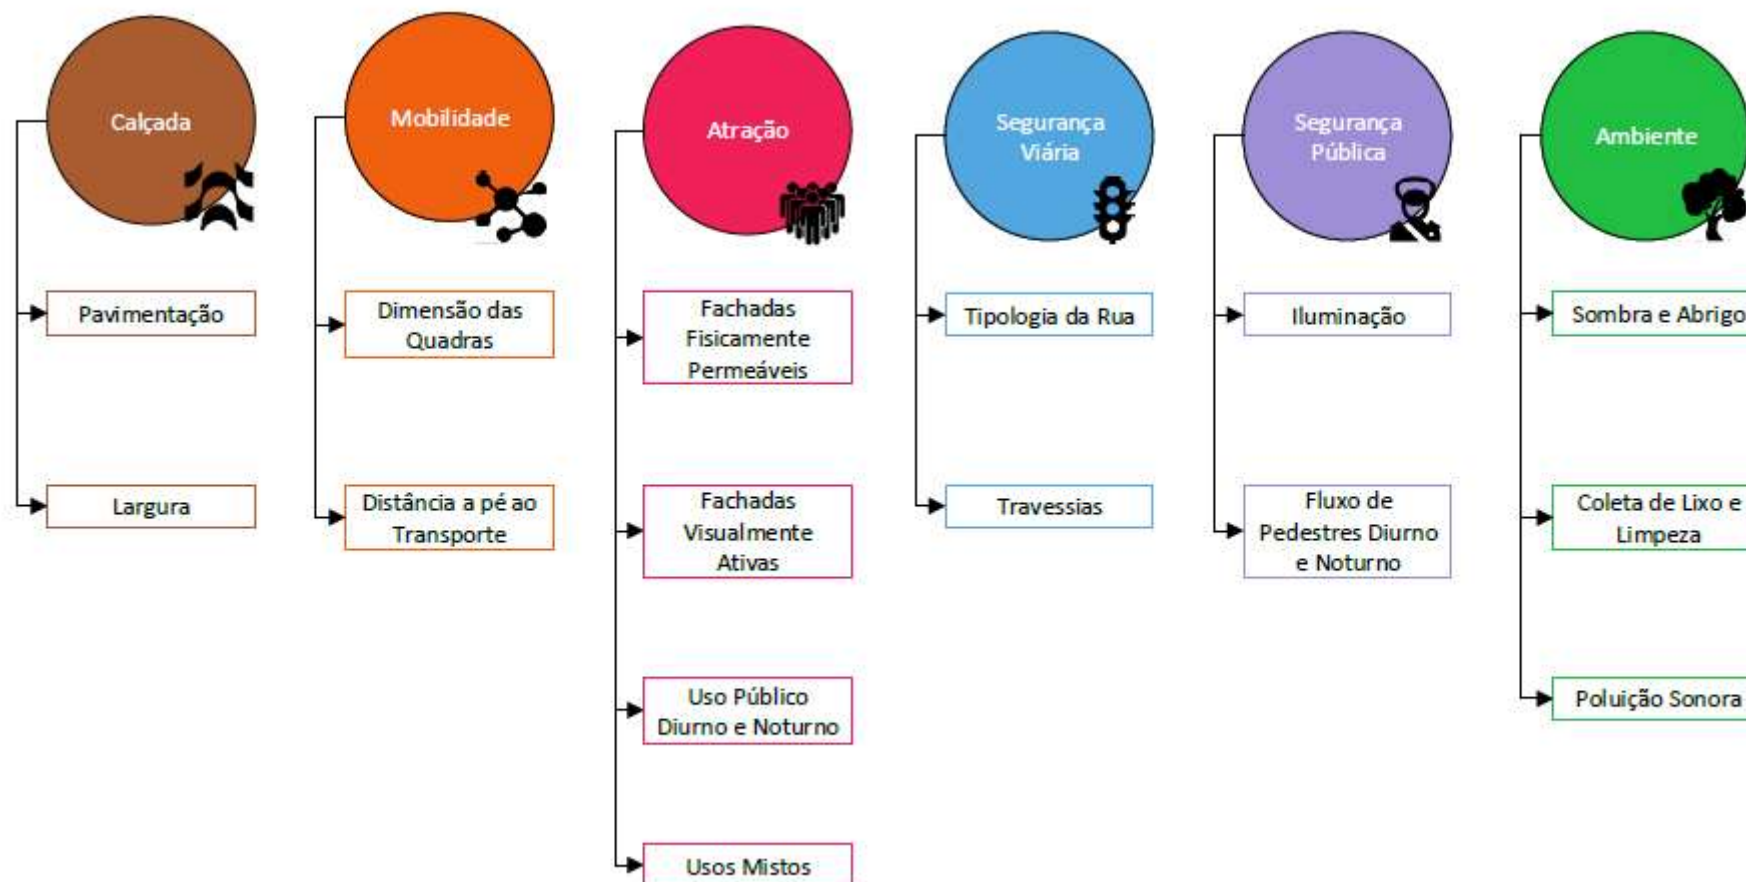 Calçada
Pavimentação
Largura
Mobilidade
Dimensão das
Quadras
Distância a pé ao
Transporte
Atração
Fachadas
Fisicamente
Permeáveis
Fachadas
Visualmente
Ativas
Uso Público
Diurno e Noturno
Usos Mistos
Segurança
Viária
Tipologia da Rua
Travessias
Segurança
Pública
Iluminação
Fluxo de
Pedestres Diurno
e Noturno
Ambiente
Sombra e Abrigo
Coleta de Lixo e
Limpeza
Poluição Sonora